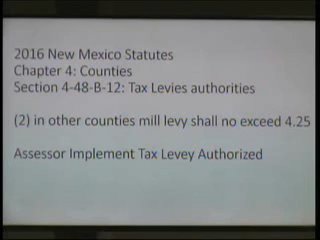 2016 New Mexico Statutes
Chapter 4: Counties
Section 4-48-B-12: Tax Levies authorities
(2) in other counties mill levy shall no exceed 4.25
Assessor Implement Tax Levey Authorized